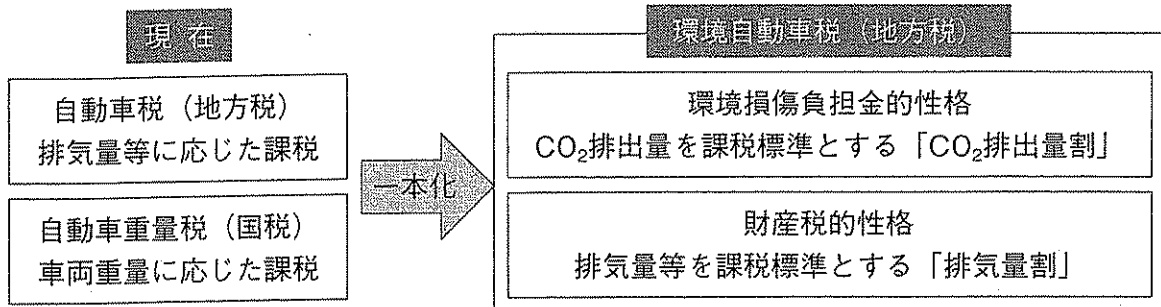 現在
自動車税（地方税）
排気量等に応じた課税
自動車重量税（国税）
車両重量に応じた課税
一本化
環境自動車税（地方税）
環境損傷負担金的性格
CO₂排出量を課税標準とする「CO₂排出量割」
財産税的性格
排気量等を課税標準とする「排気量割」